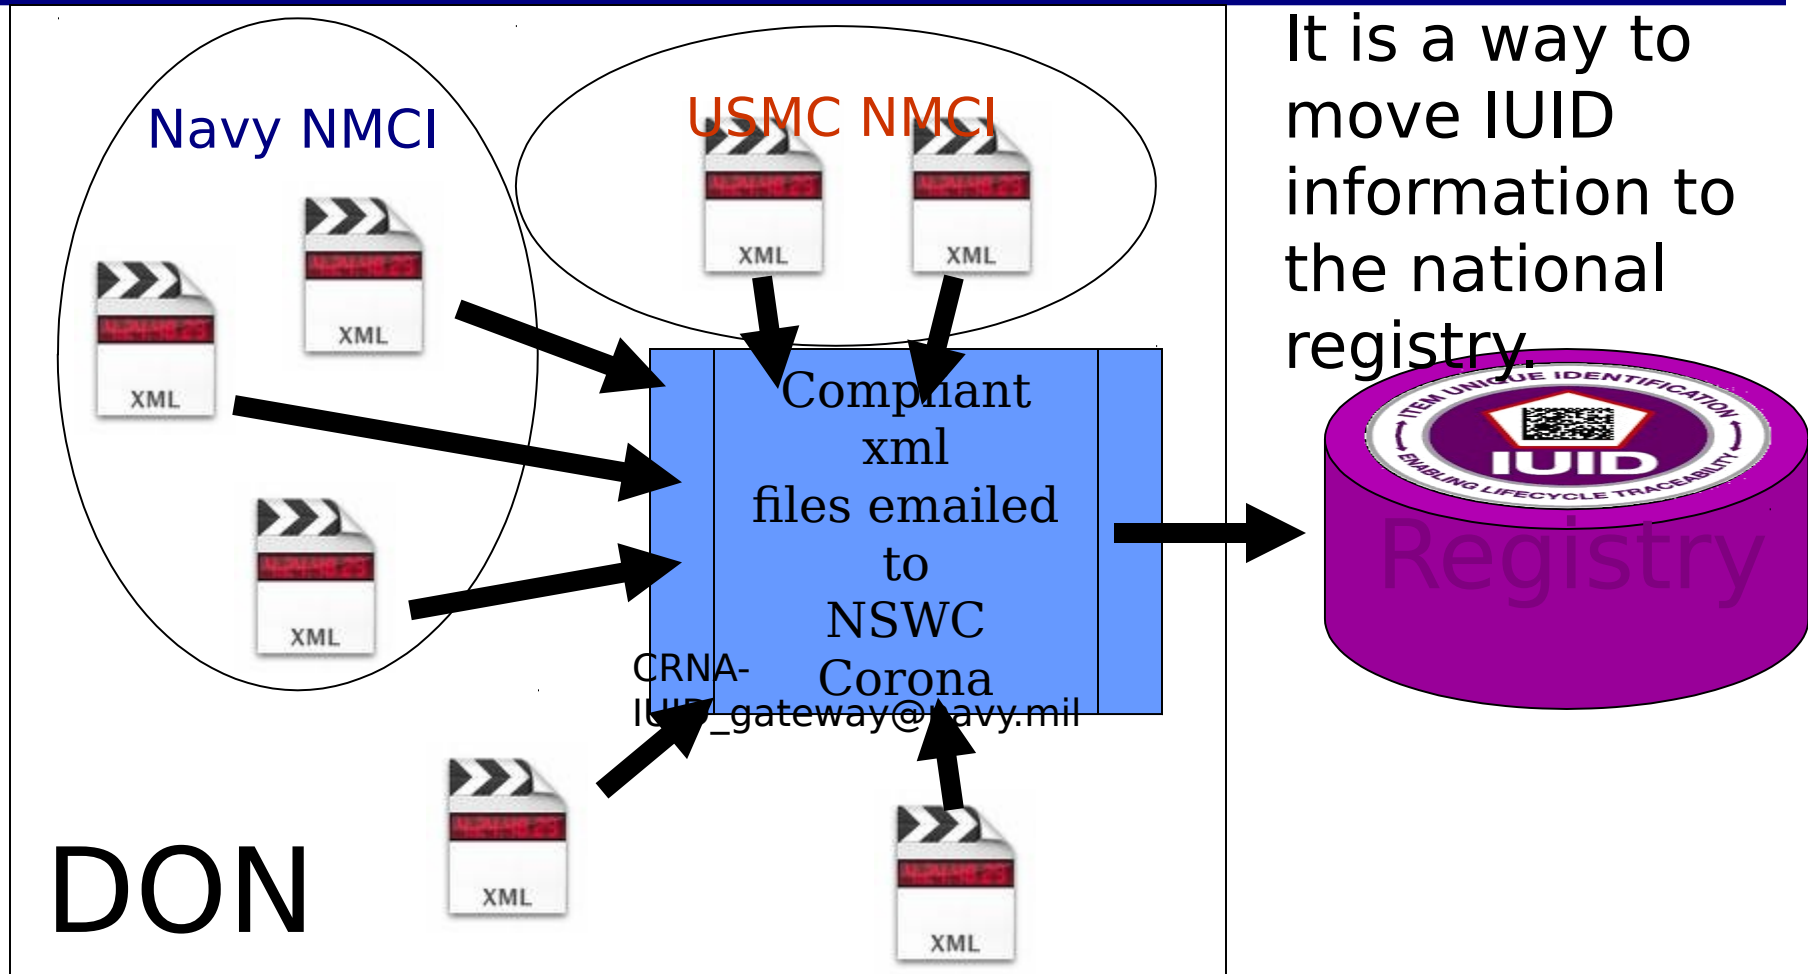 It is a way to
move IUID
information to
the national
registry.
Navy NMCI
USMC NMCI
XML
XML
XML
XML
XML
Compliant
xml
files emailed
to
NSWC
Corona
CRNA-
IUID_gateway@navy.mil
ITEM UNIQUE IDENTIFICATION
IUID
ENABLING LIFECYCLE TRACEABILITY
Registry
XML
XML
DON